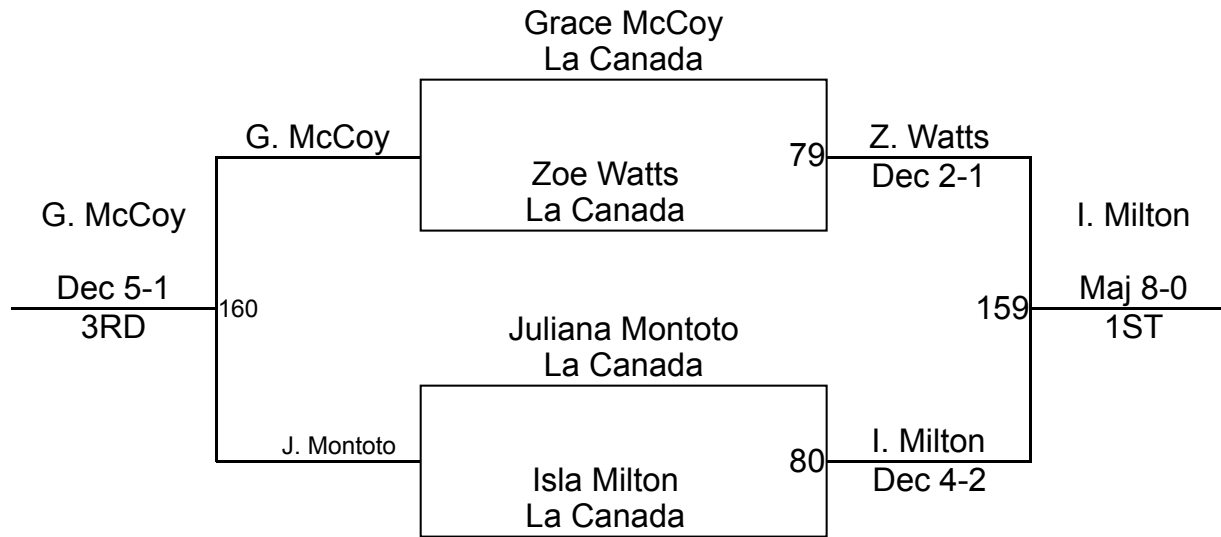 Grace McCoy
La Canada
G. McCoy
79
Z. Watts
Zoe Watts
Dec 2-1
La Canada
G. McCoy
I. Milton
Dec 5-1
160
159
Maj 8-0
3RD
1ST
Juliana Montoto
La Canada
J. Montoto
80
I. Milton
Isla Milton
Dec 4-2
La Canada